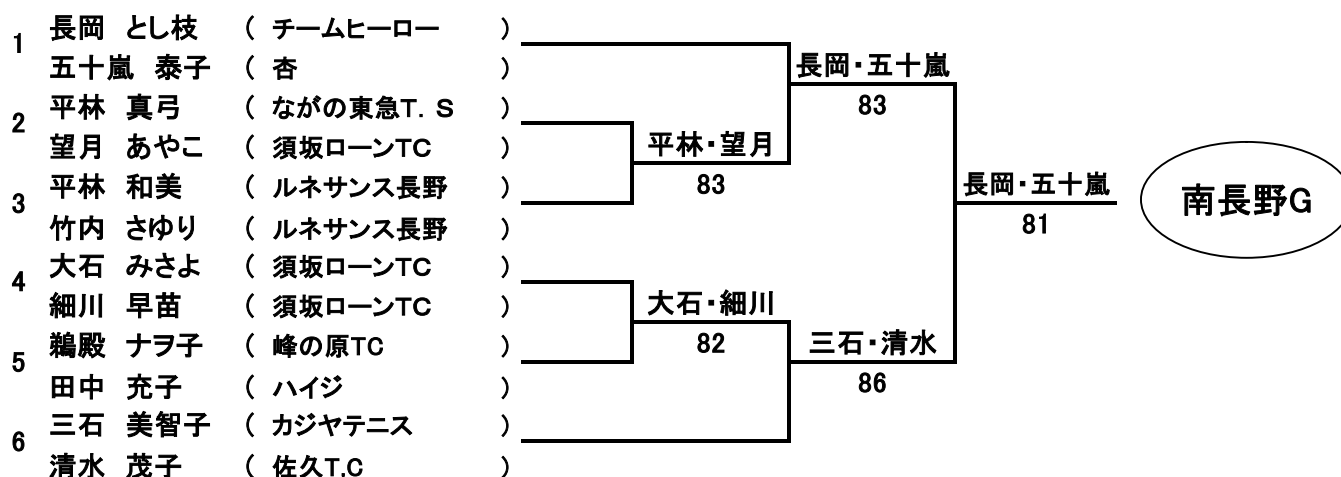 1 長岡 とし枝 ( チームヒーロー )
五十嵐 泰子 ( 杏 )
2 平林 真弓 ( ながの東急T.S )
望月 あやこ ( 須坂ローンTC )
3 平林 和美 ( ルネサンス長野 )
竹内 さゆり ( ルネサンス長野 )
4 大石 みさよ ( 須坂ローンTC )
細川 早苗 ( 須坂ローンTC )
5 鵜殿 ナヲ子 ( 峰の原TC )
田中 充子 ( ハイジ )
6 三石 美智子 ( カジヤテニス )
清水 茂子 ( 佐久T.C )
平林・望月
83
大石・細川
82
長岡・五十嵐
83
三石・清水
86
長岡・五十嵐
81
南長野G